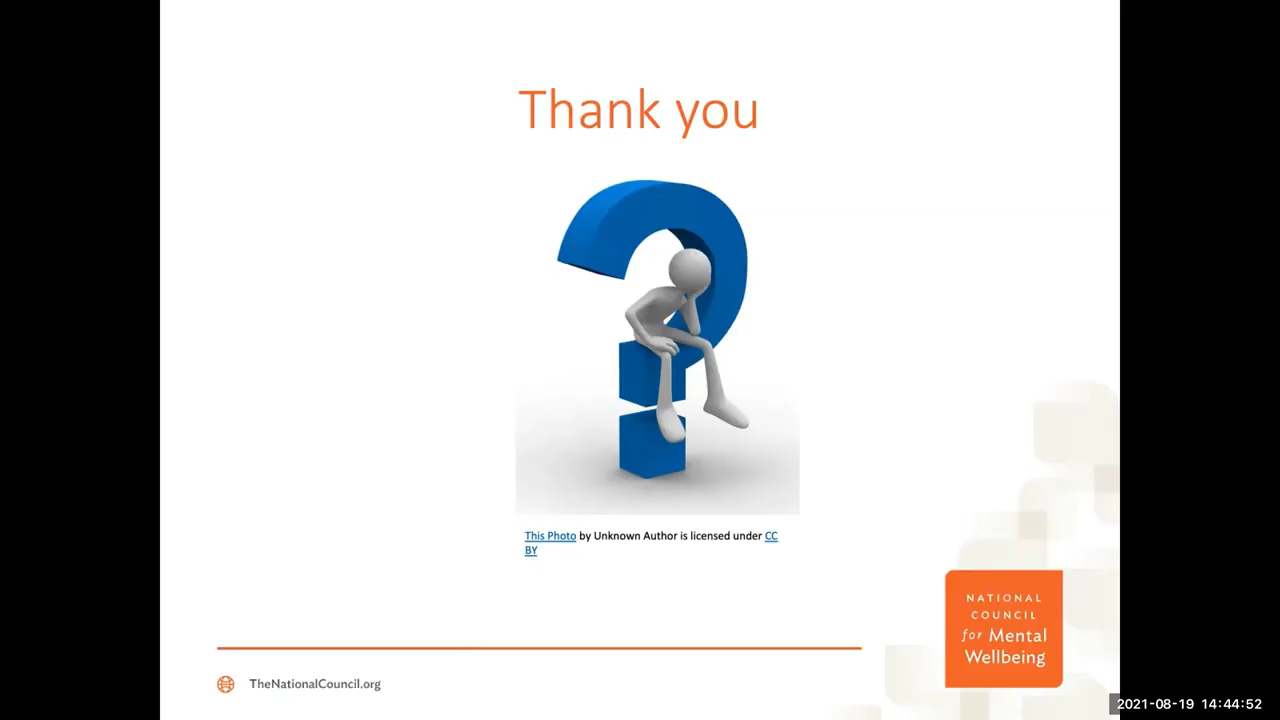 Thank you
This Photo by Unknown Author is licensed under CC
BY
NATIONAL
COUNCIL
for Mental
Wellbeing
TheNationalCouncil.org
2021-08-19 14:44:52